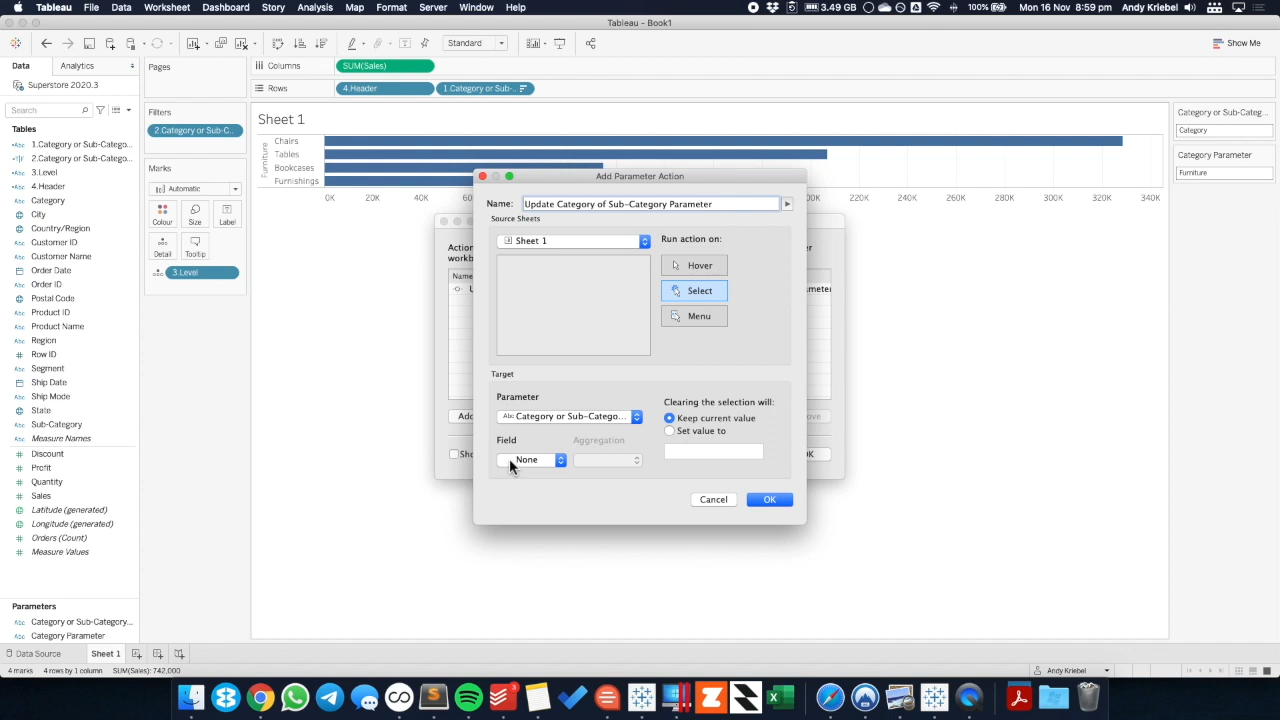 Tableau File Data Worksheet Dashboard Story Analysis Map Format Server Window Help 3.49 GB 100% Mon 16 Nov 8:59 pm Andy Kriebel
Tableau - Book1
Standard Show Me
Data Analytics
Superstore 2020.3
Search
Tables
1.Category or Sub-Catego...
2.Category or Sub-Catego...
3.Level
4.Header
Category
City
Country/Region
Customer ID
Customer Name
Order Date
Order ID
Postal Code
Product ID
Product Name
Region
Row ID
Segment
Ship Date
Ship Mode
State
Sub-Category
Measure Names
Discount
Profit
Quantity
Sales
Latitude (generated)
Longitude (generated)
Orders (Count)
Measure Values
Parameters
Category or Sub-Category...
Category Parameter
Pages
Filters
2.Category or Sub-C...
Marks
Automatic
Colour Size Label
Detail Tooltip
3.Level
Columns SUM(Sales)
Rows 4.Header 1.Category or Sub-..
Sheet 1
Furniture
Chairs
Tables
Bookcases
Furnishings
0K 20K 40K 60 00K 220K 240K 260K 280K 300K 320K 340K
Category or Sub-Categ...
Category
Category Parameter
Furniture
Action
workb
Name
Add
Sho
Add Parameter Action
Name: Update Category of Sub-Category Parameter
Source Sheets
Sheet 1
Run action on:
Hover
Select
Menu
Target
Parameter
Category or Sub-Catego...
Field Aggregation
None
Clearing the selection will:
Keep current value
Set value to
Cancel OK
Data Source Sheet 1
4 marks 4 rows by 1 column SUM(Sales): 742,000 Andy Kriebel
3